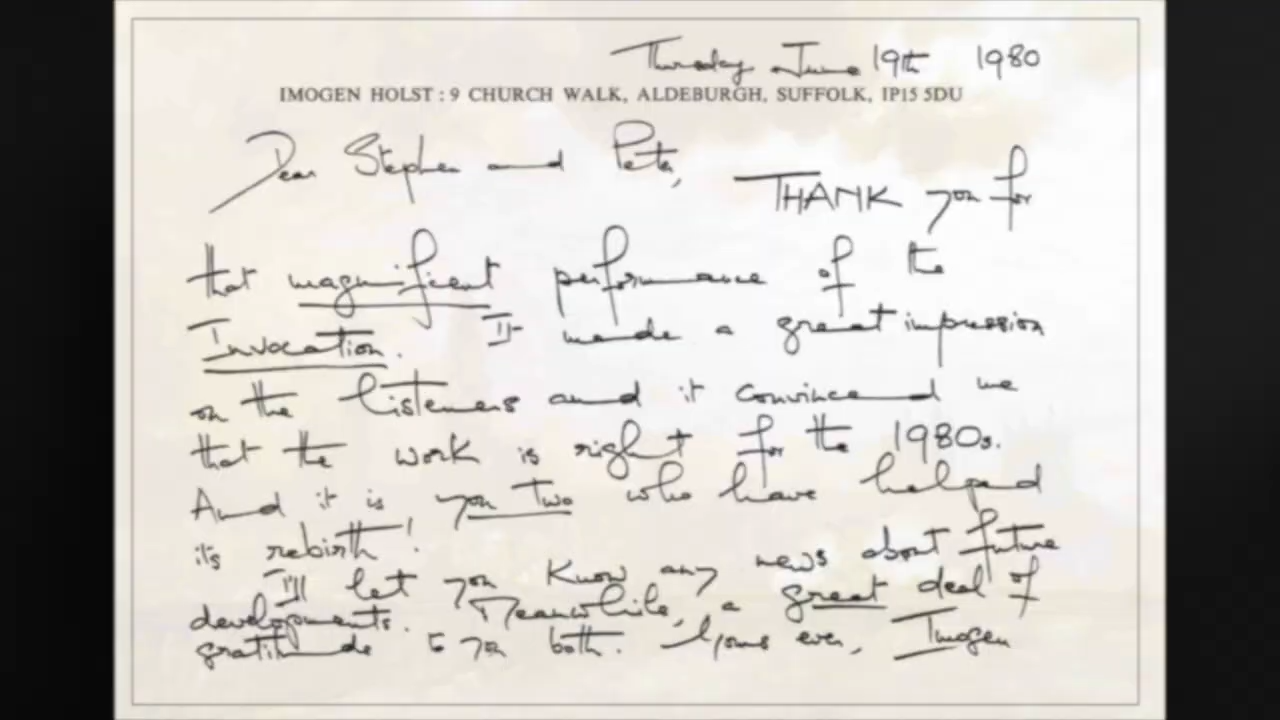 Thursday June 19th 1980
IMOGEN HOLST : 9 CHURCH WALK, ALDEBURGH, SUFFOLK, IP15 5DU
Dear Stephen and Peter,
THANK you for
that magnificent performance of the
Invocation. It made a great impression
on the listeners and it convinced me
that the work is right for the 1980s.
And it is you two who have helped
its rebirth!
I'll let you know any news about future
developments. Meanwhile, a great deal of
gratitude to you both. Yours ever, Imogen